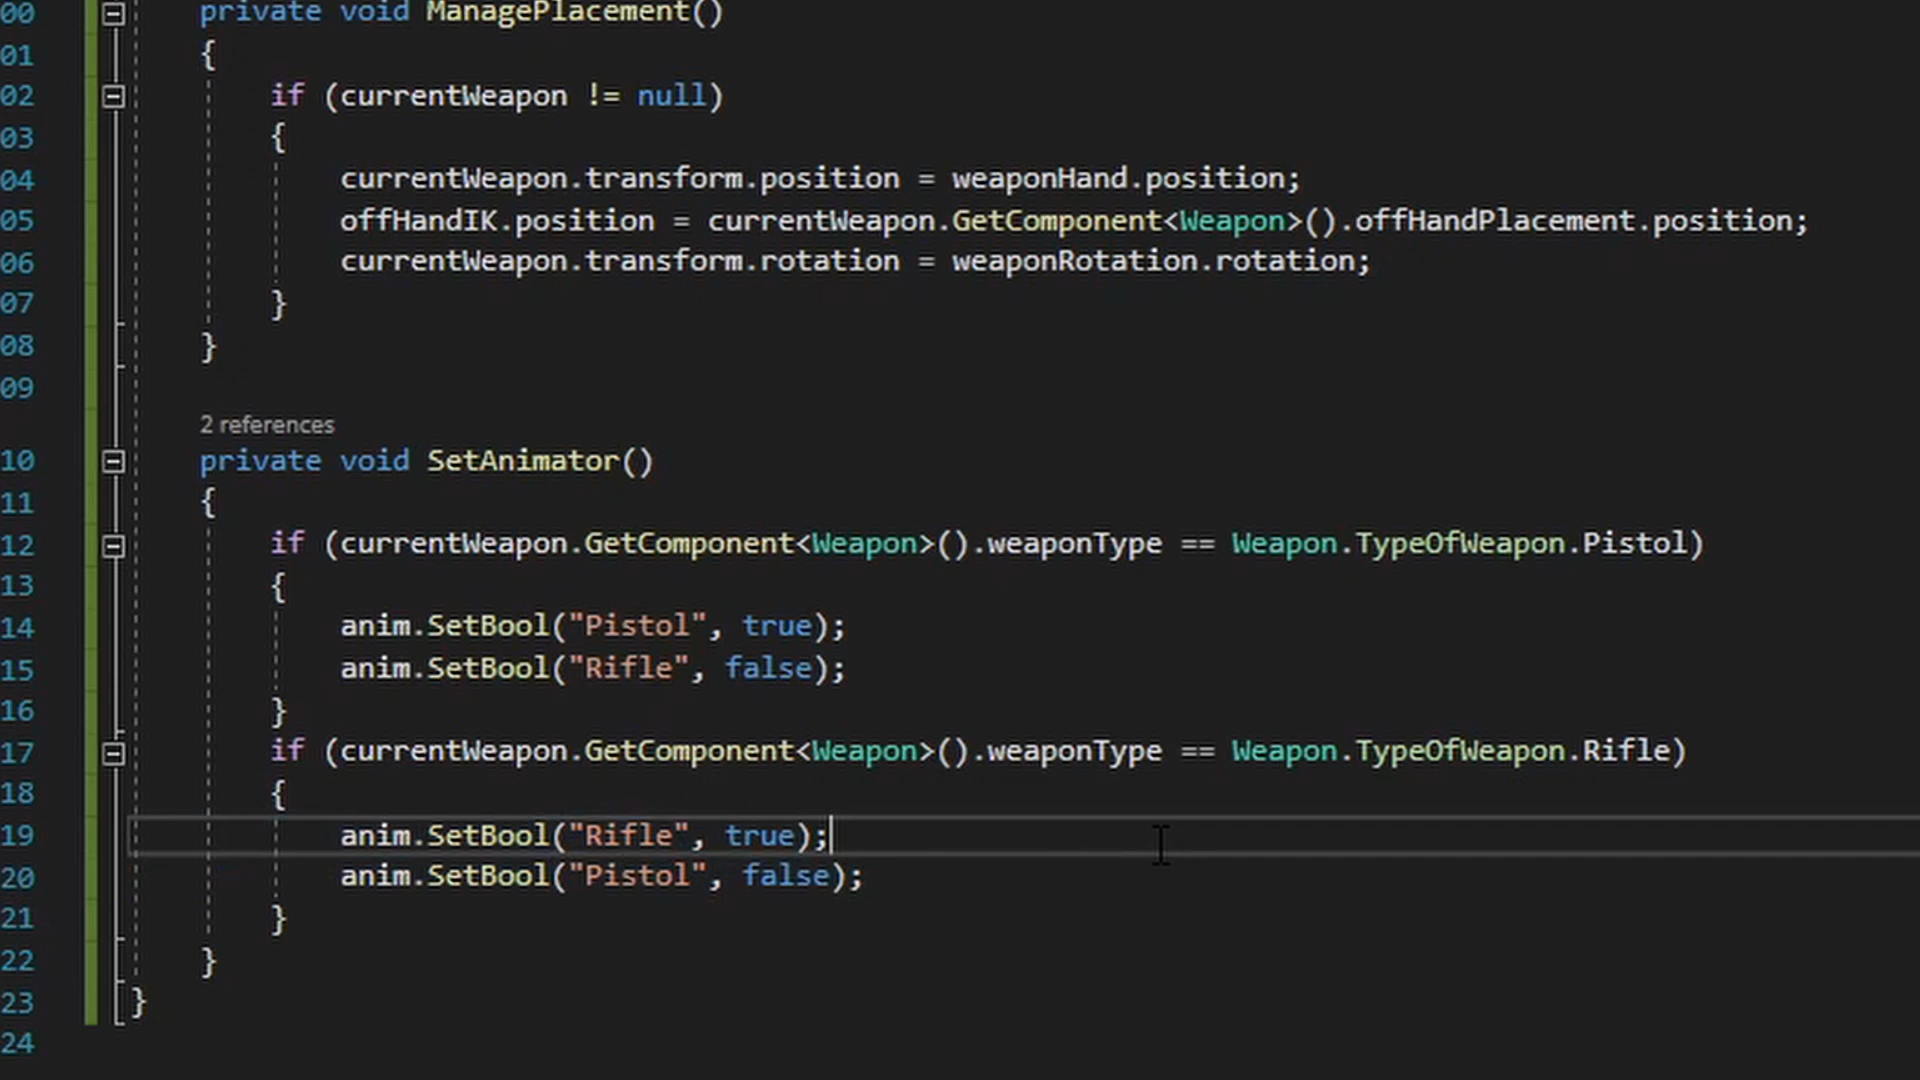 00 private void ManagePlacement()
01 {
02 if (currentWeapon != null)
03 {
04 currentWeapon.transform.position = weaponHand.position;
05 offHandIK.position = currentWeapon.GetComponent<Weapon>().offHandPlacement.position;
06 currentWeapon.transform.rotation = weaponRotation.rotation;
07 }
08 }
09
2 references
10 private void SetAnimator()
11 {
12 if (currentWeapon.GetComponent<Weapon>().weaponType == Weapon.TypeOfWeapon.Pistol)
13 {
14 anim.SetBool("Pistol", true);
15 anim.SetBool("Rifle", false);
16 }
17 if (currentWeapon.GetComponent<Weapon>().weaponType == Weapon.TypeOfWeapon.Rifle)
18 {
19 anim.SetBool("Rifle", true);
20 anim.SetBool("Pistol", false);
21 }
22 }
23 }
24